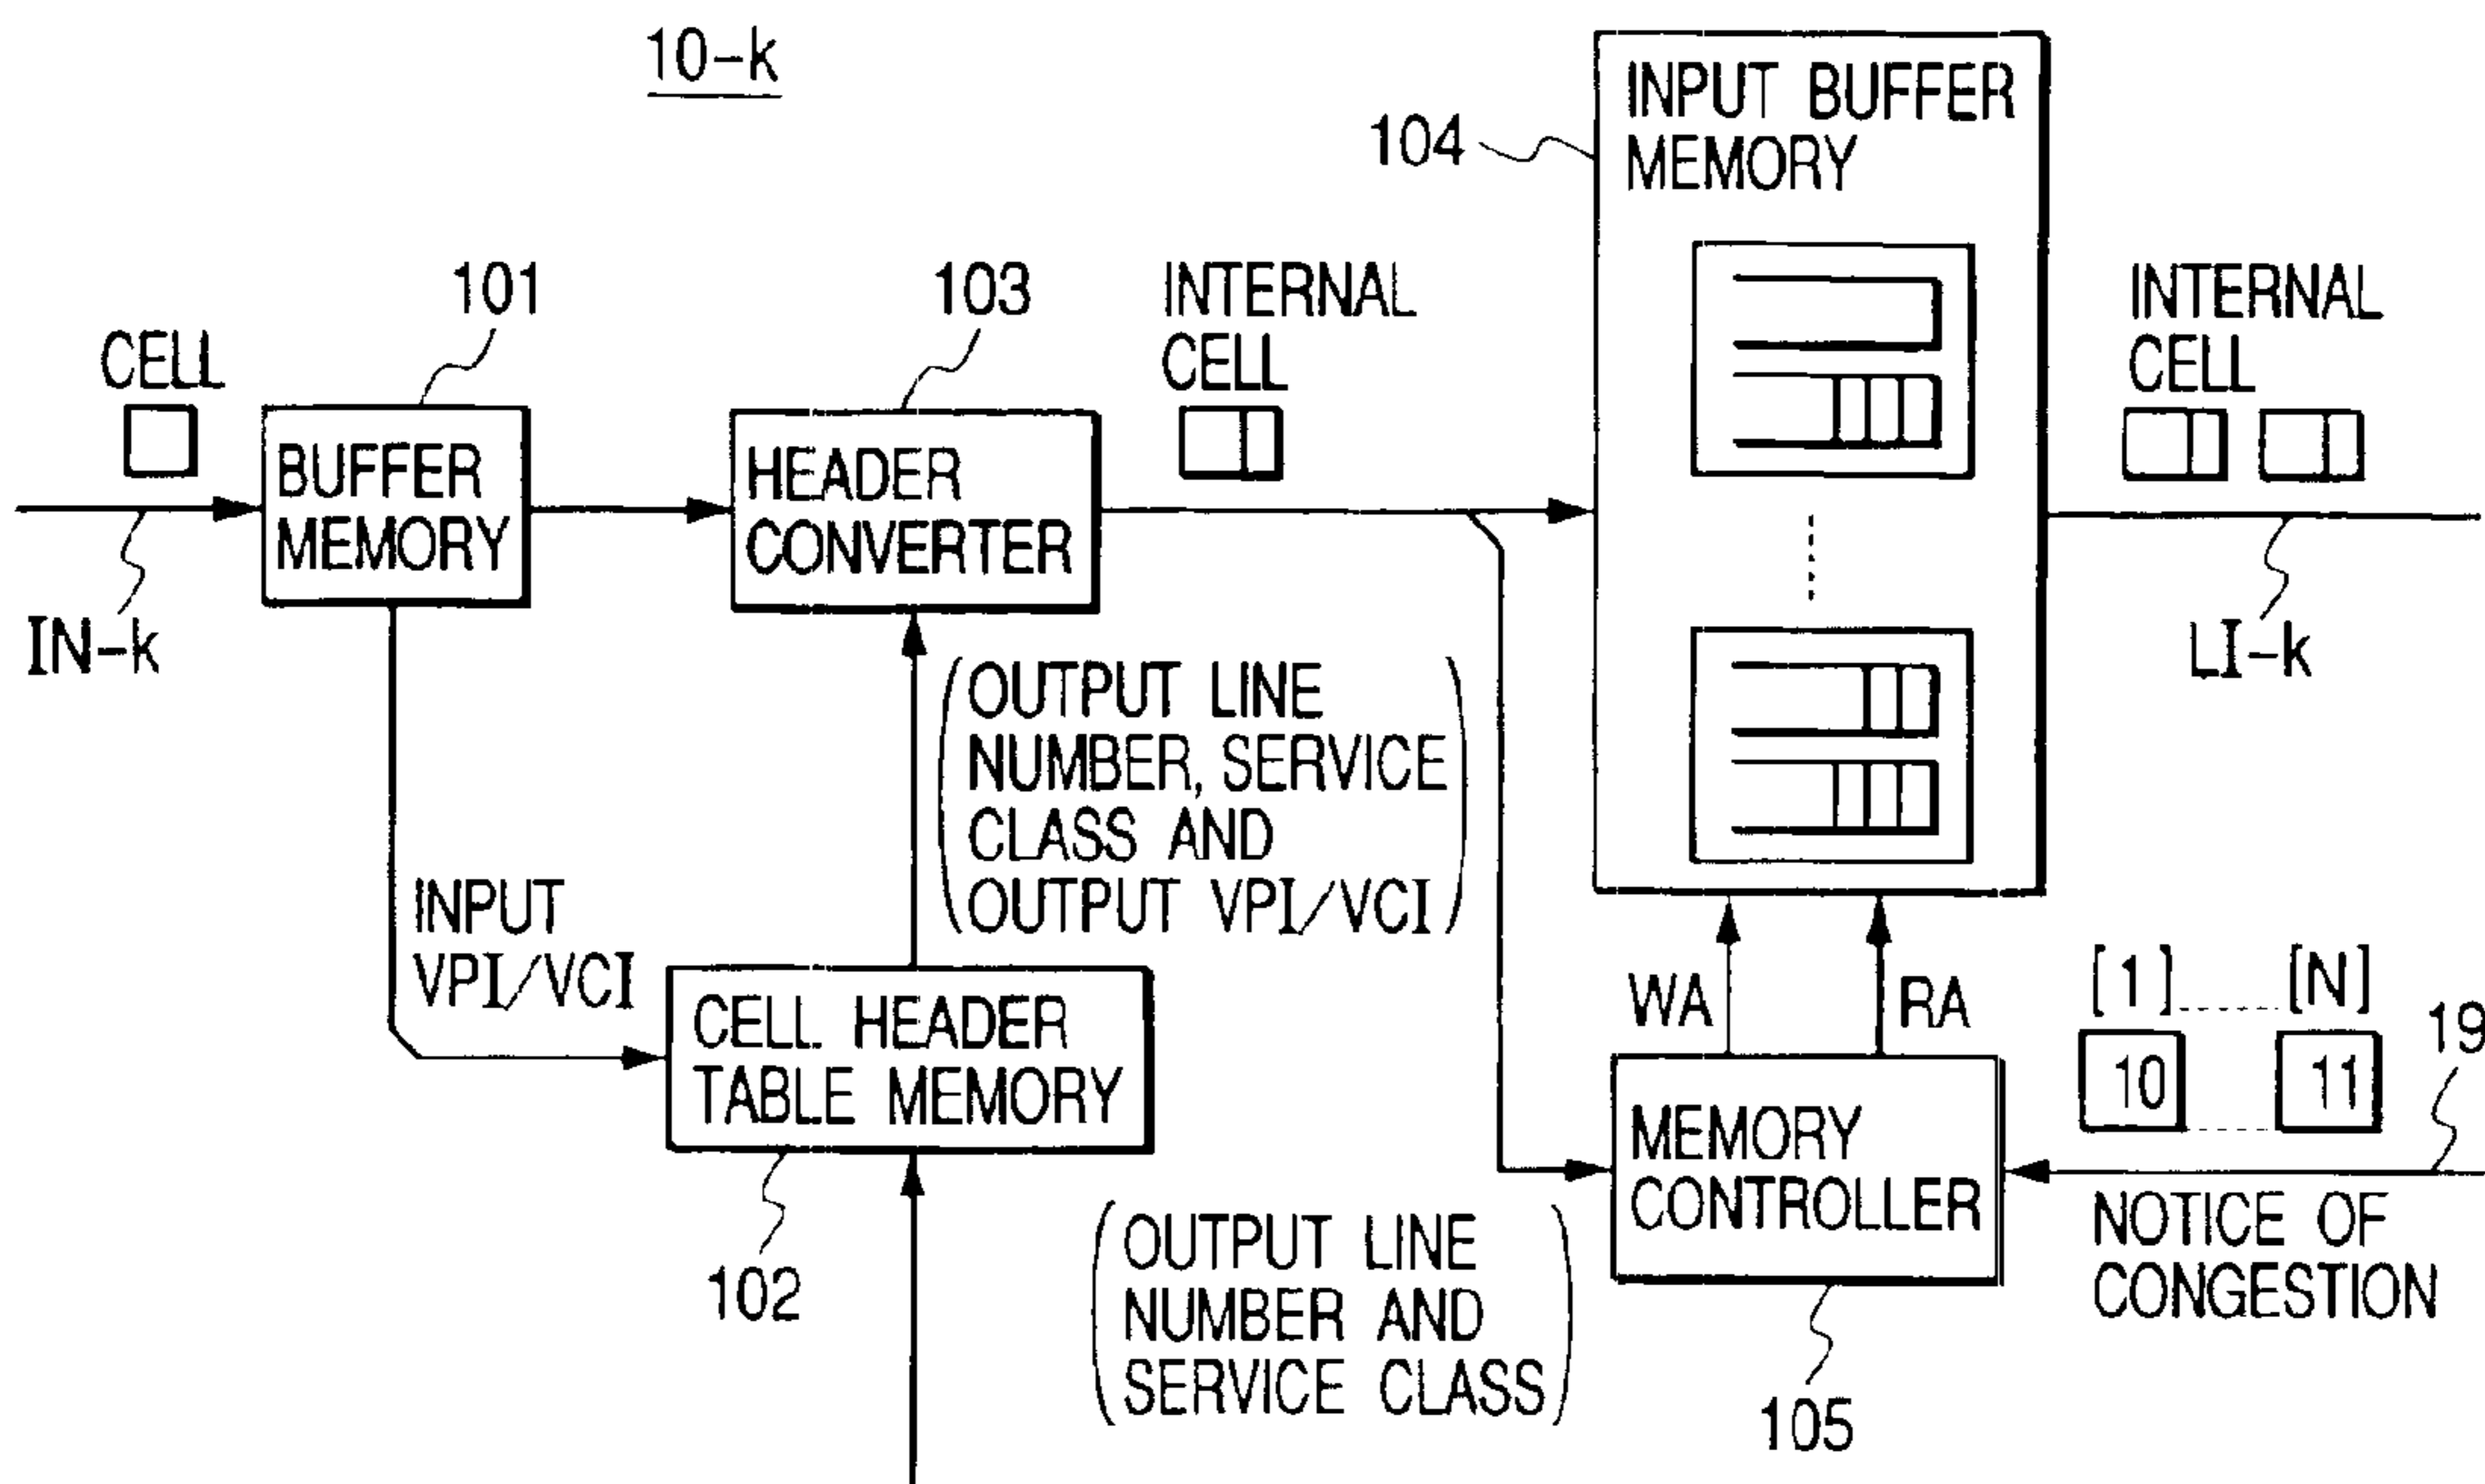 10-k
INPUT BUFFER
MEMORY
104
101
103
INTERNAL
CELL
INTERNAL
CELL
CELL
BUFFER
MEMORY
HEADER
CONVERTER
IN-k
LI-k
(OUTPUT LINE
NUMBER, SERVICE
CLASS AND
OUTPUT VPI/VCI)
INPUT
VPI/VCI
CELL HEADER
TABLE MEMORY
102
WA
RA
[1]
[N]
19
10
11
MEMORY
CONTROLLER
NOTICE OF
CONGESTION
(OUTPUT LINE
NUMBER AND
SERVICE CLASS)
105